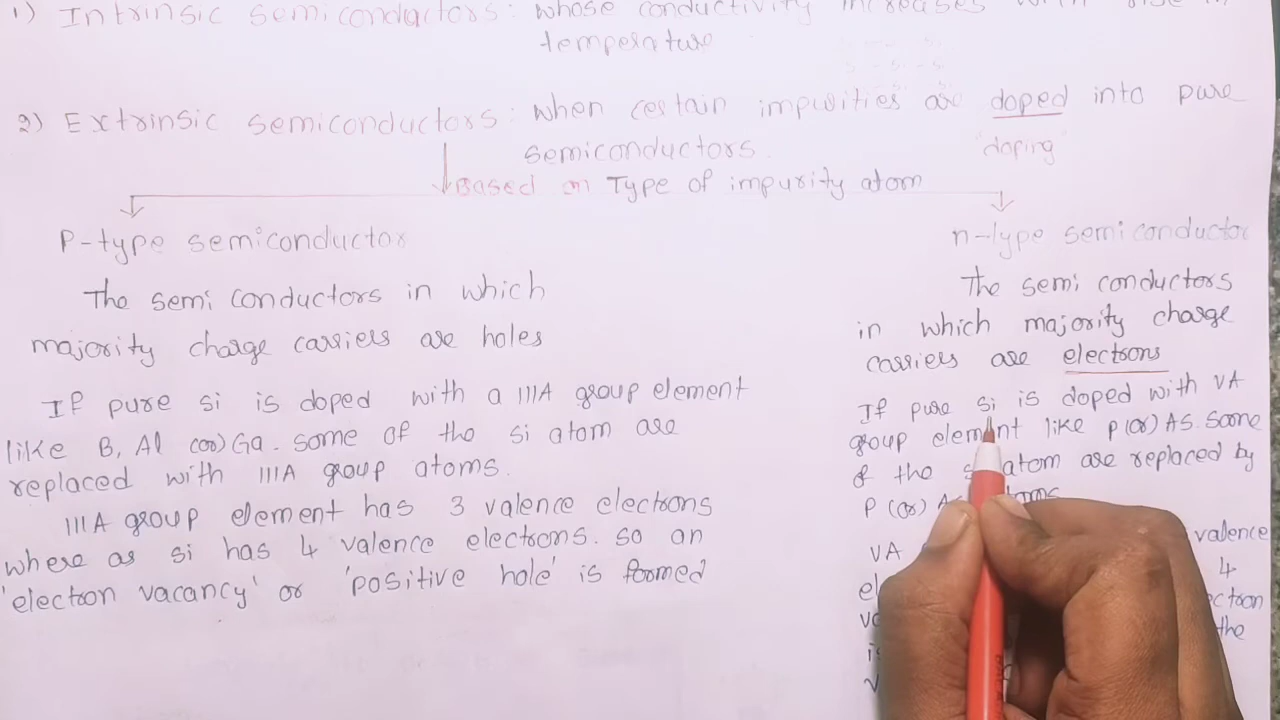 1) Intrinsic semiconductors: whose conductivity increases with rise in
temperature
2) Extrinsic semiconductors: when certain impurities are doped into pure
semiconductors.
"doping"
Based on Type of impurity atom
P-type semiconductor
The semi conductors in which
majority charge carriers are holes
If pure si is doped with a IIIA group element
like B, Al (or) Ga. some of the si atom are
replaced with IIIA group atoms.
IIIA group element has 3 valence electrons
where as si has 4 valence electrons. so an
'electron vacancy' or 'positive hole' is formed
n-type semiconductor
The semi conductors
in which majority charge
carriers are electrons
If pure si is doped with VA
group element like P(or) As. some
of the atom are replaced by
P (or)
VA valence
4
the